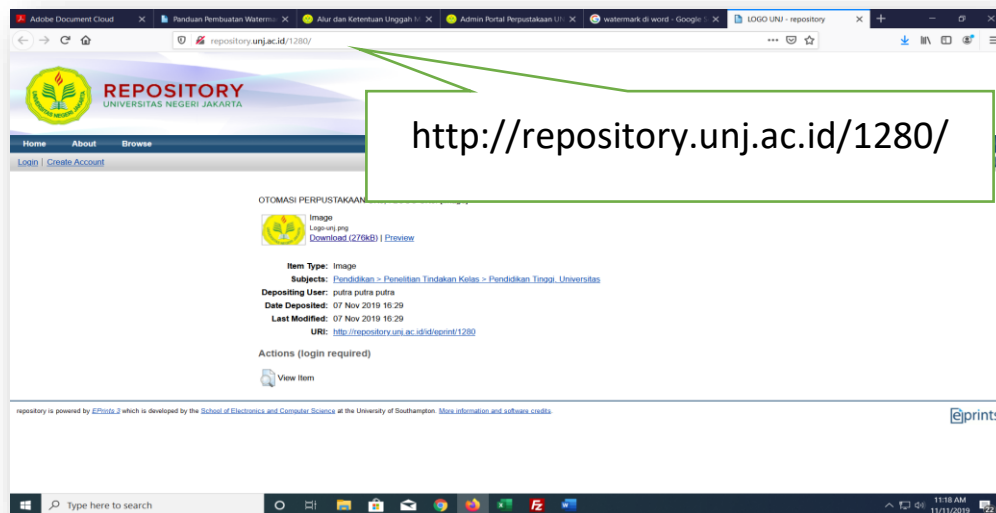 Adobe Document Cloud
Panduan Pembuatan Watermar
Alur dan Ketentuan Unggah
Admin Portal Perpustakaan
watermark di word - Google
LOGO UNJ - repository
repository.unj.ac.id/1280/
REPOSITORY
UNIVERSITAS NEGERI JAKARTA
http://repository.unj.ac.id/1280/
Home About Browse
Login | Create Account
OTOMASI PERPUSTAKAAN
Image
Logo-unj.png
Download (276kB) | Preview
Item Type: Image
Subjects: Pendidikan > Penelitian Tindakan Kelas > Pendidikan Tinggi, Universitas
Depositing User: putra putra putra
Date Deposited: 07 Nov 2019 16:29
Last Modified: 07 Nov 2019 16:29
URI: http://repository.unj.ac.id/id/eprint/1280
Actions (login required)
View Item
repository is powered by EPrints 3 which is developed by the School of Electronics and Computer Science at the University of Southampton. More information and software credits.
eprints
Type here to search
11:18 AM
11/11/2019
22